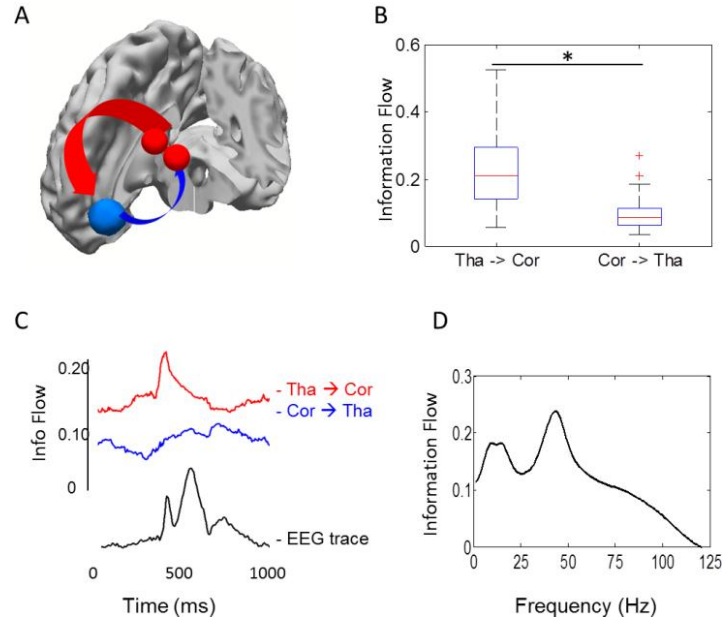 A
B
Information Flow
0.6
0.4
0.2
0
*
Tha -> Cor
Cor -> Tha
C
Info Flow
0.20
0.10
0
- Tha → Cor
- Cor → Tha
- EEG trace
0 500 1000
Time (ms)
D
Information Flow
0.3
0.2
0.1
0
0 25 50 75 100 125
Frequency (Hz)